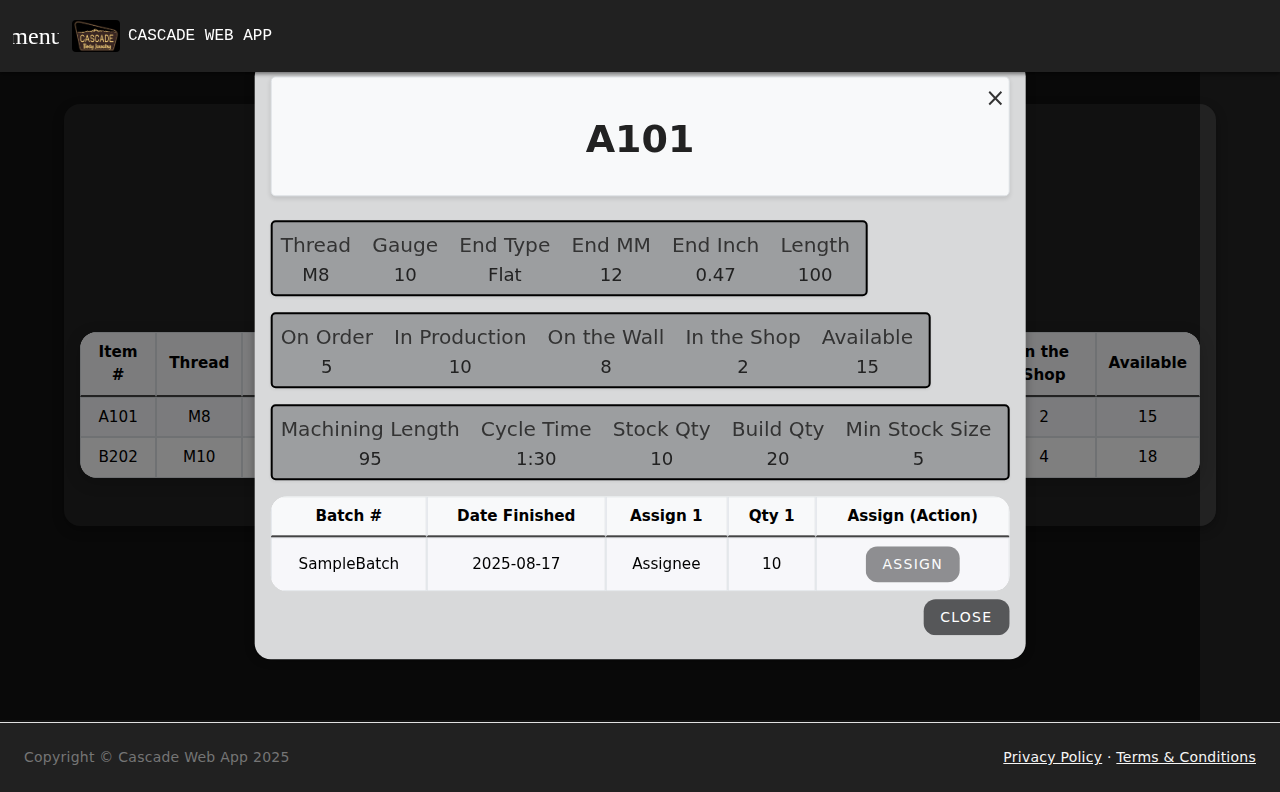 menu CASCADE Body Jewelry CASCADE WEB APP
×
A101
Thread Gauge End Type End MM End Inch Length
M8 10 Flat 12 0.47 100
On Order In Production On the Wall In the Shop Available
5 10 8 2 15
Machining Length Cycle Time Stock Qty Build Qty Min Stock Size
95 1:30 10 20 5
Batch # Date Finished Assign 1 Qty 1 Assign (Action)
SampleBatch 2025-08-17 Assignee 10 ASSIGN
CLOSE
Item # Thread n the Shop Available
A101 M8 2 15
B202 M10 4 18
Copyright © Cascade Web App 2025 Privacy Policy · Terms & Conditions